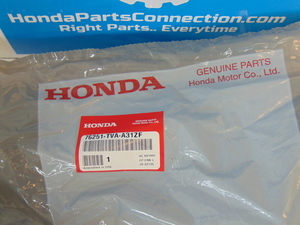 HondaPartsConnection.com
Right Parts.. Everytime
GENUINE PARTS
Honda Motor Co., Ltd.
HONDA
HONDA
76251-TVA-A31ZF
1